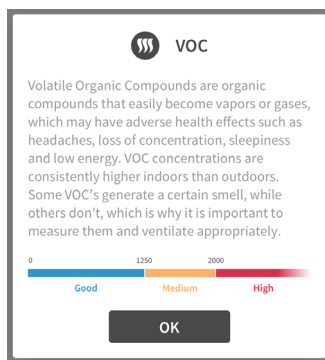 VOC
Volatile Organic Compounds are organic
compounds that easily become vapors or gases,
which may have adverse health effects such as
headaches, loss of concentration, sleepiness
and low energy. VOC concentrations are
consistently higher indoors than outdoors.
Some VOC's generate a certain smell, while
others don't, which is why it is important to
measure them and ventilate appropriately.
0 1250 2000
Good Medium High
OK